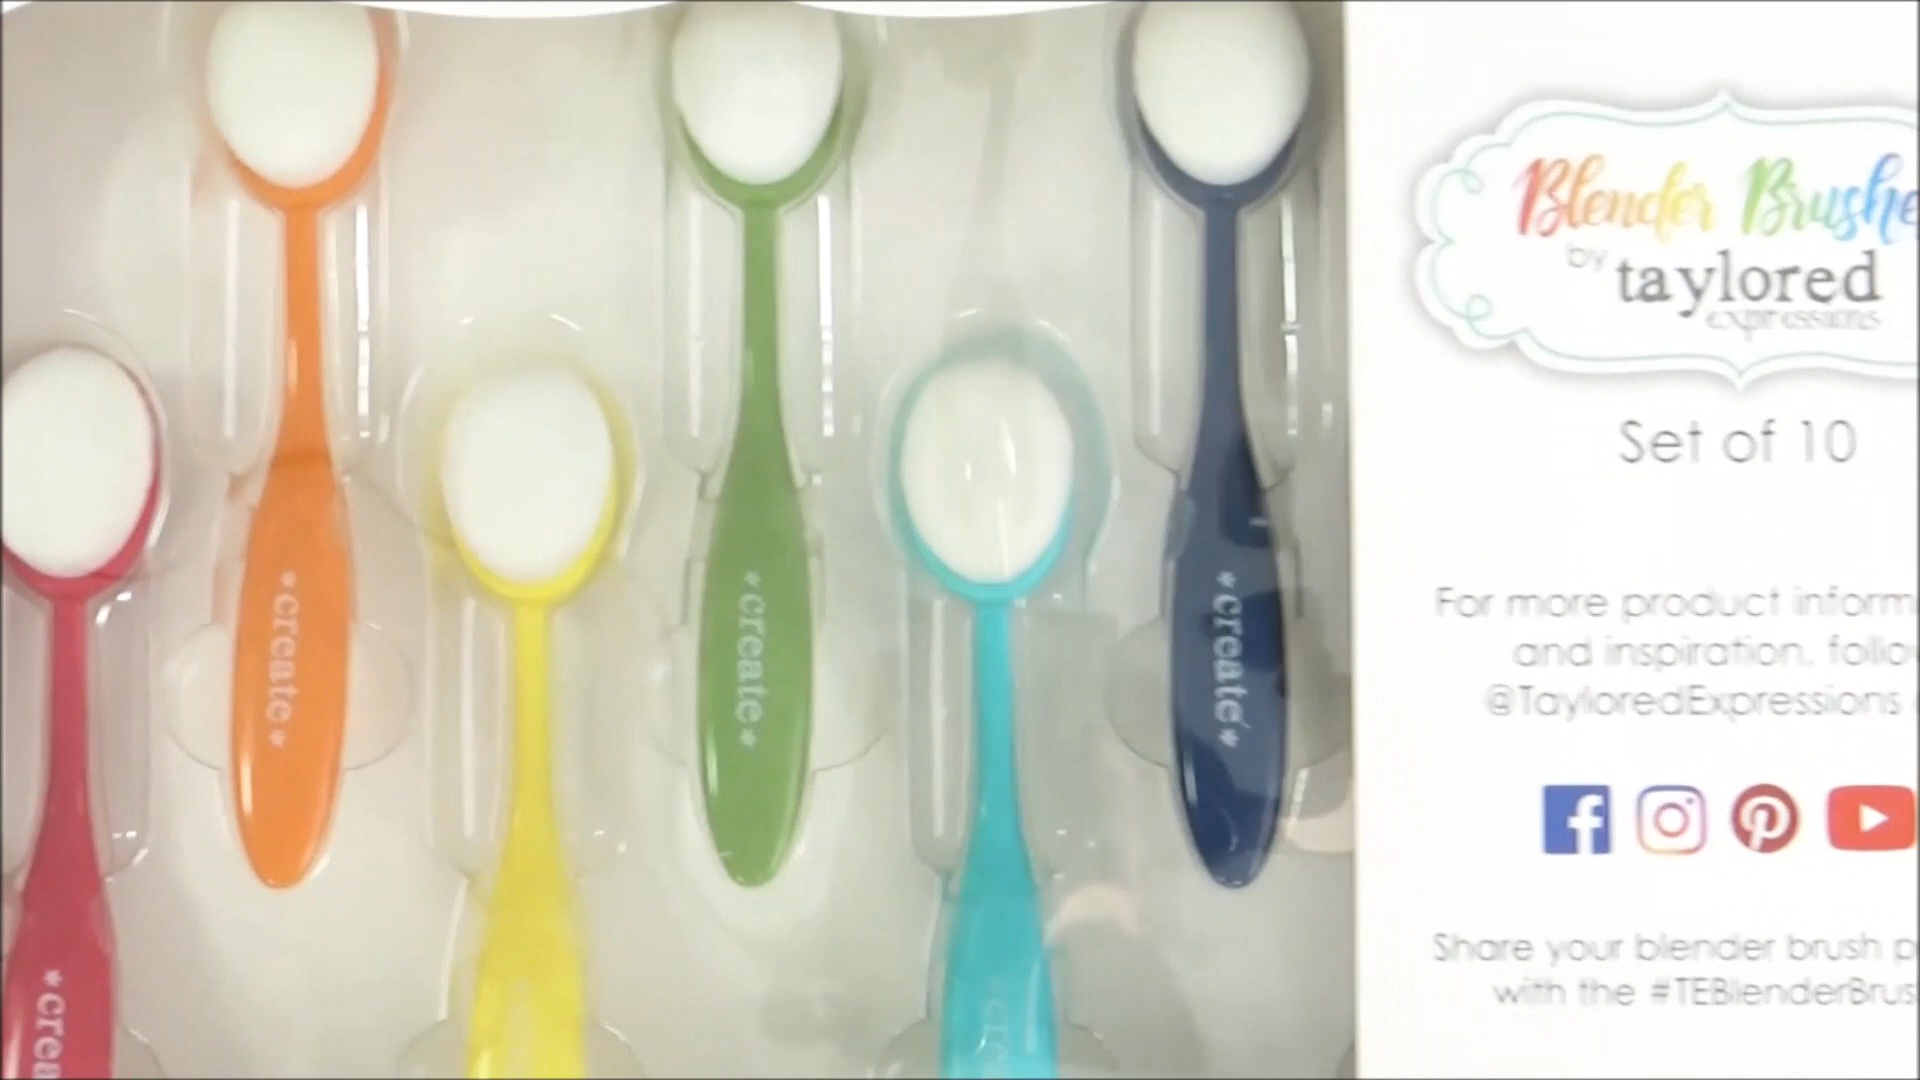 Blender Brushe
by
taylored
expressions
Set of 10
For more product inform
and inspiration, follo
@TayloredExpressions
Share your blender brush p
with the #TEBlenderBrus
*create*
*create*
*create*
*crea